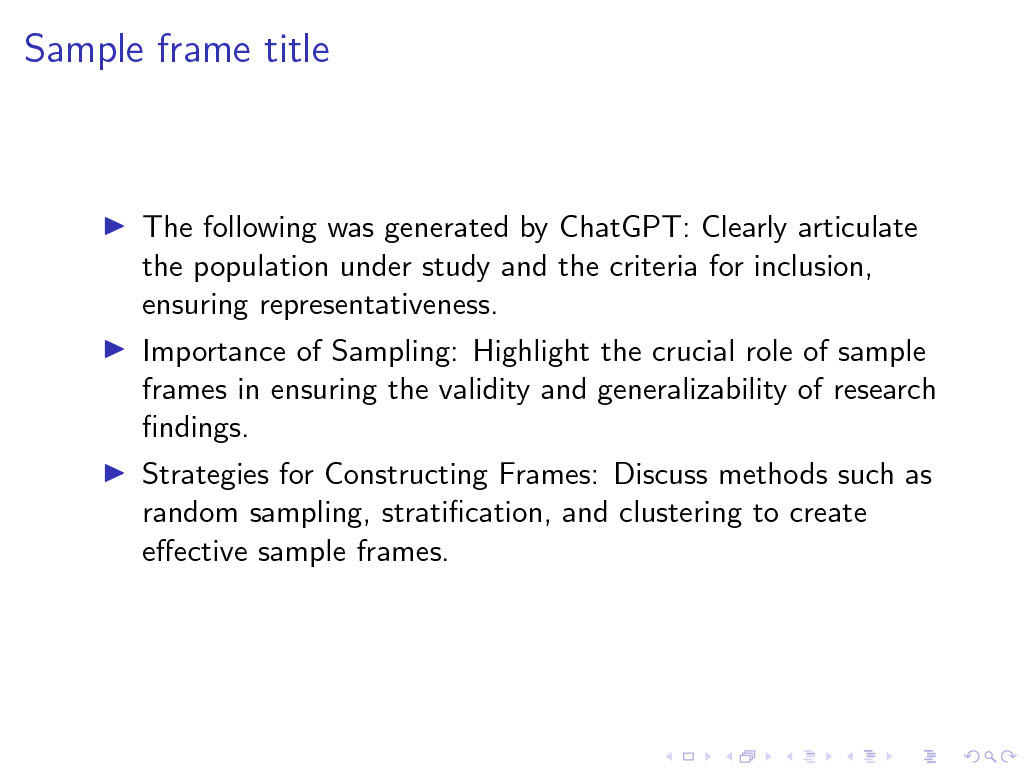 Sample frame title
The following was generated by ChatGPT: Clearly articulate
the population under study and the criteria for inclusion,
ensuring representativeness.
Importance of Sampling: Highlight the crucial role of sample
frames in ensuring the validity and generalizability of research
findings.
Strategies for Constructing Frames: Discuss methods such as
random sampling, stratification, and clustering to create
effective sample frames.